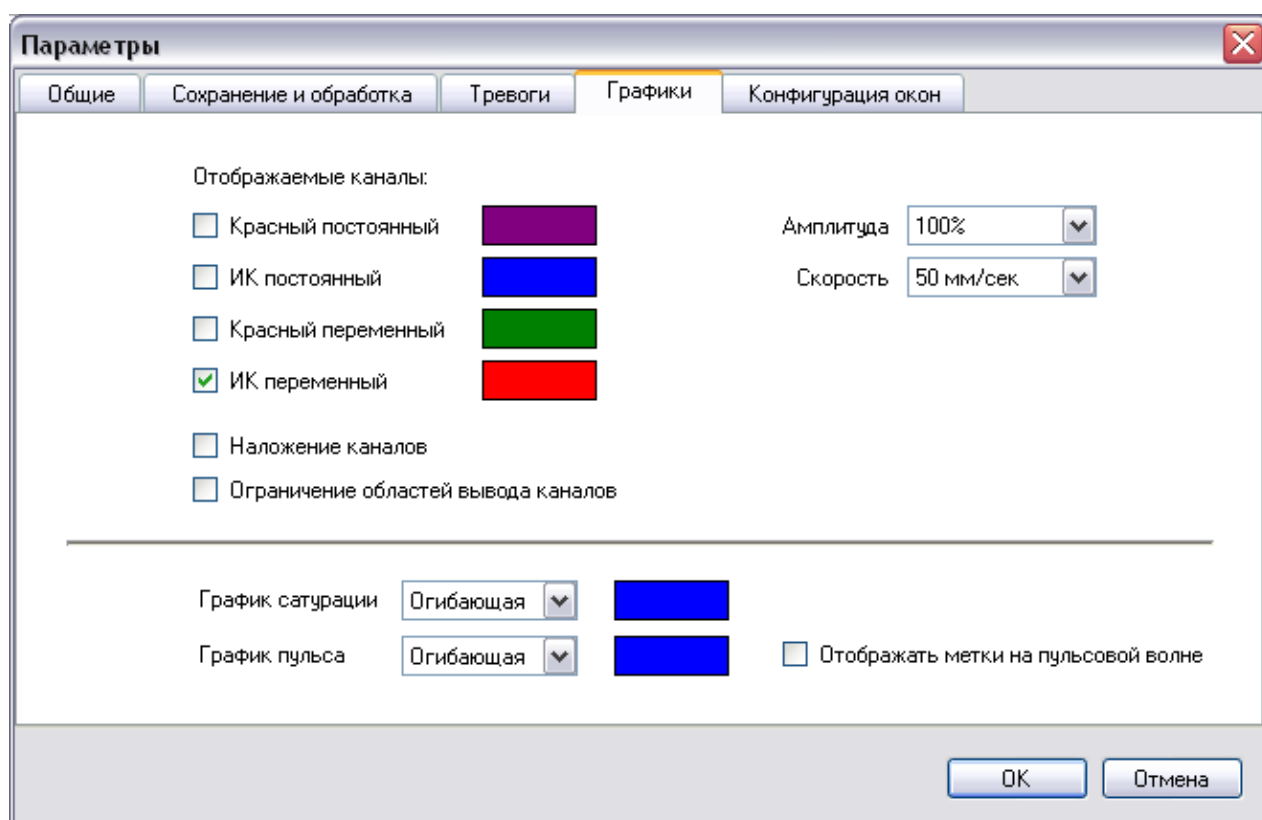 Параметры
Общие Сохранение и обработка Тревоги Графики Конфигурация окон
Отображаемые каналы:
Красный постоянный Амплитуда 100%
ИК постоянный Скорость 50 мм/сек
Красный переменный
ИК переменный
Наложение каналов
Ограничение областей вывода каналов
График сатурации Огибающая
График пульса Огибающая Отображать метки на пульсовой волне
OK Отмена